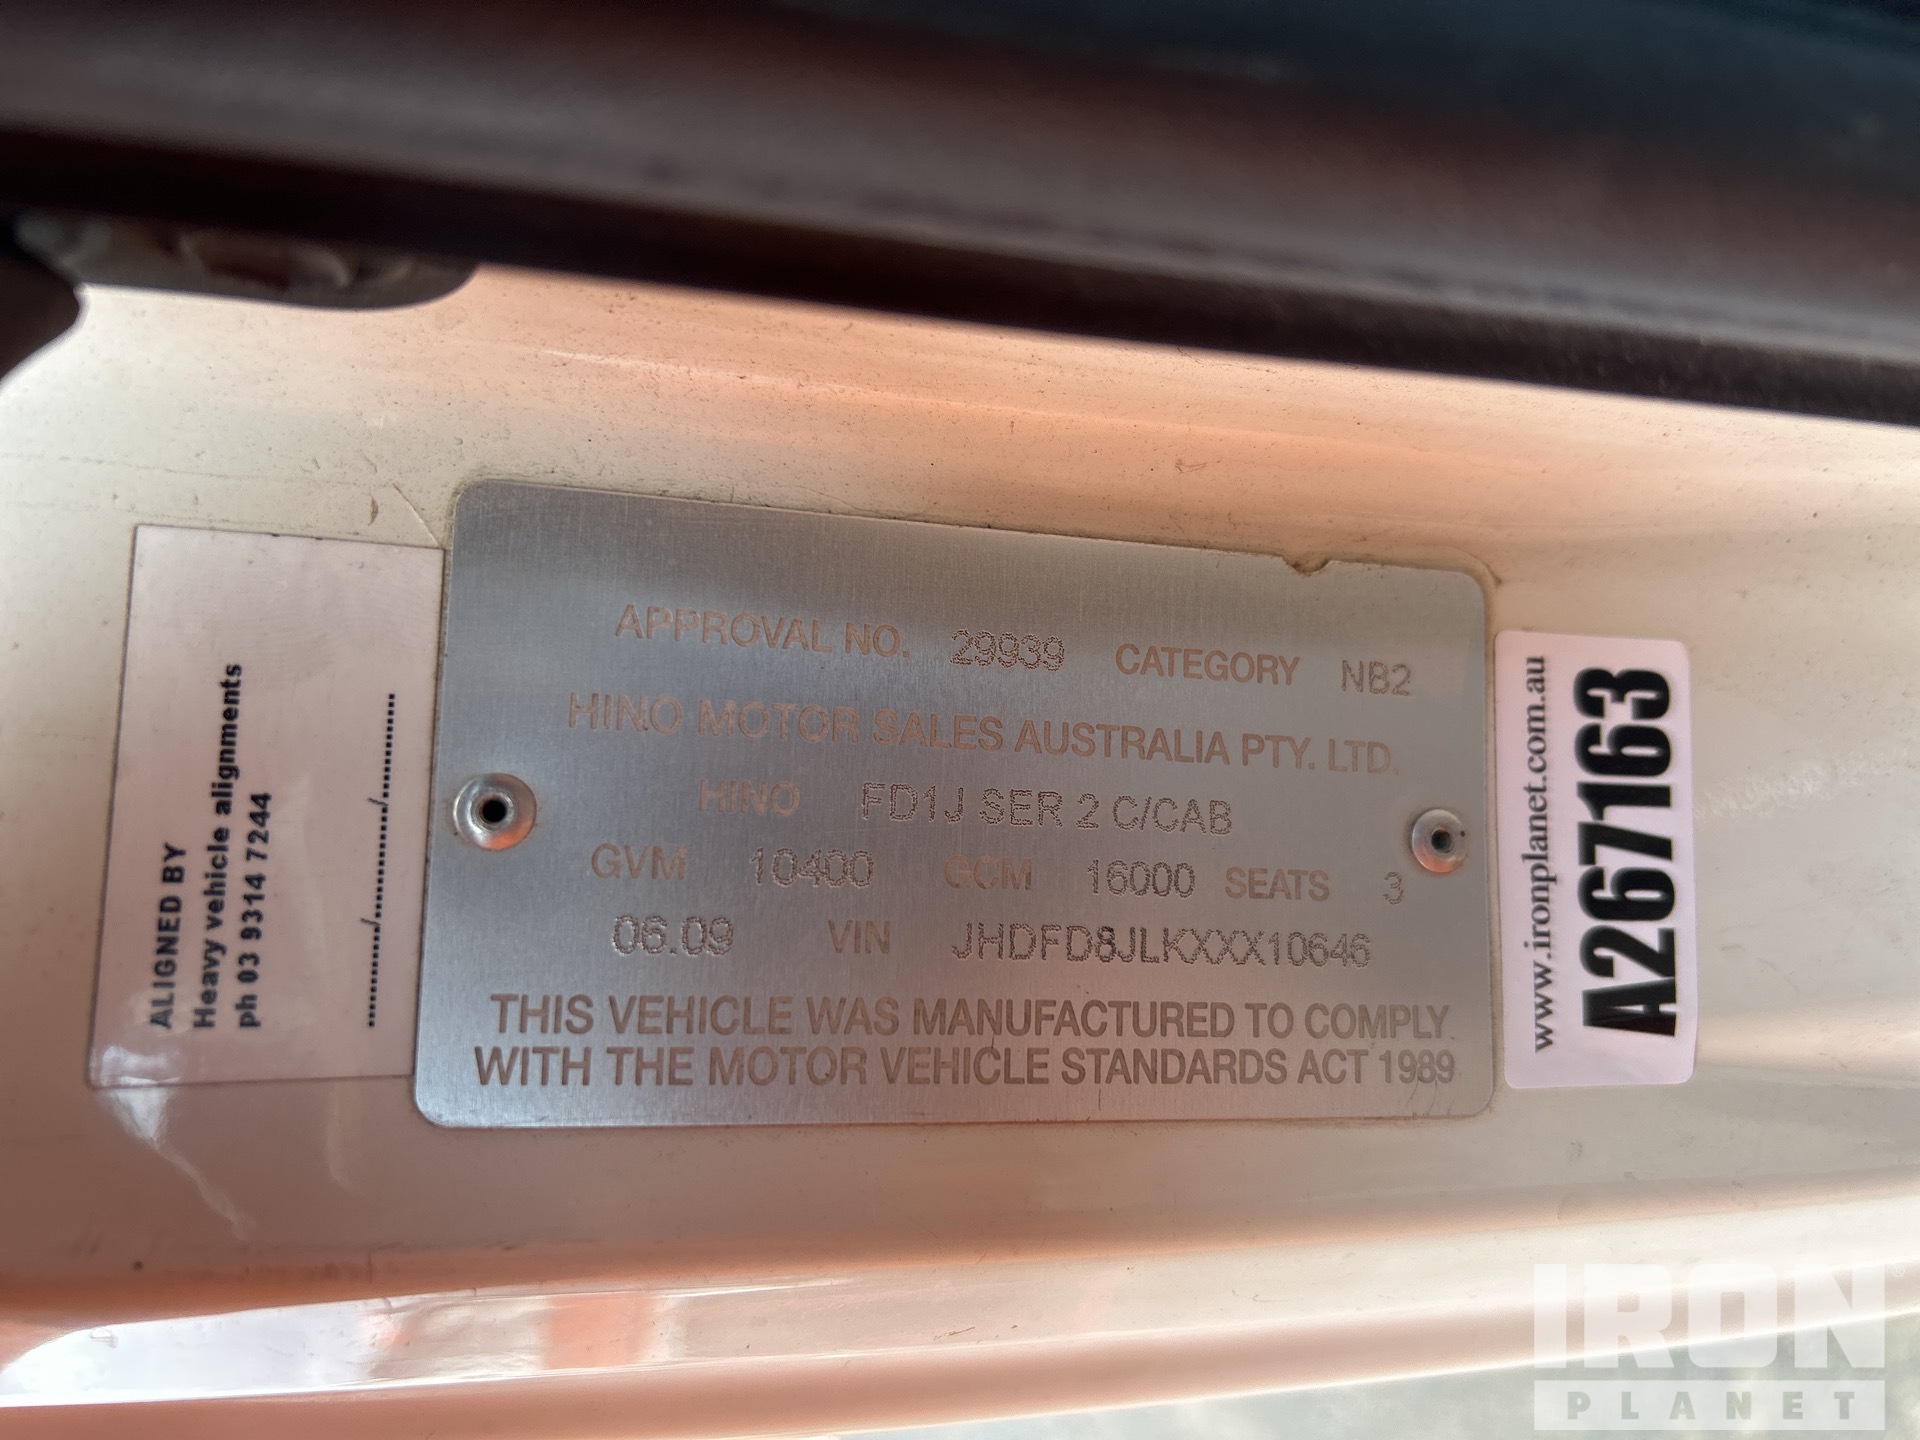 ALIGNED BY
Heavy vehicle alignments
ph 03 9314 7244
............/............/............
APPROVAL NO. 29939 CATEGORY NB2
HINO MOTOR SALES AUSTRALIA PTY. LTD.
HINO FD1J SER 2 C/CAB
GVM 10400 GCM 16000 SEATS 3
06.09 VIN JHDFD8JLKXXX10646
THIS VEHICLE WAS MANUFACTURED TO COMPLY
WITH THE MOTOR VEHICLE STANDARDS ACT 1989
www.ironplanet.com.au
A267163
IRON
PLANET